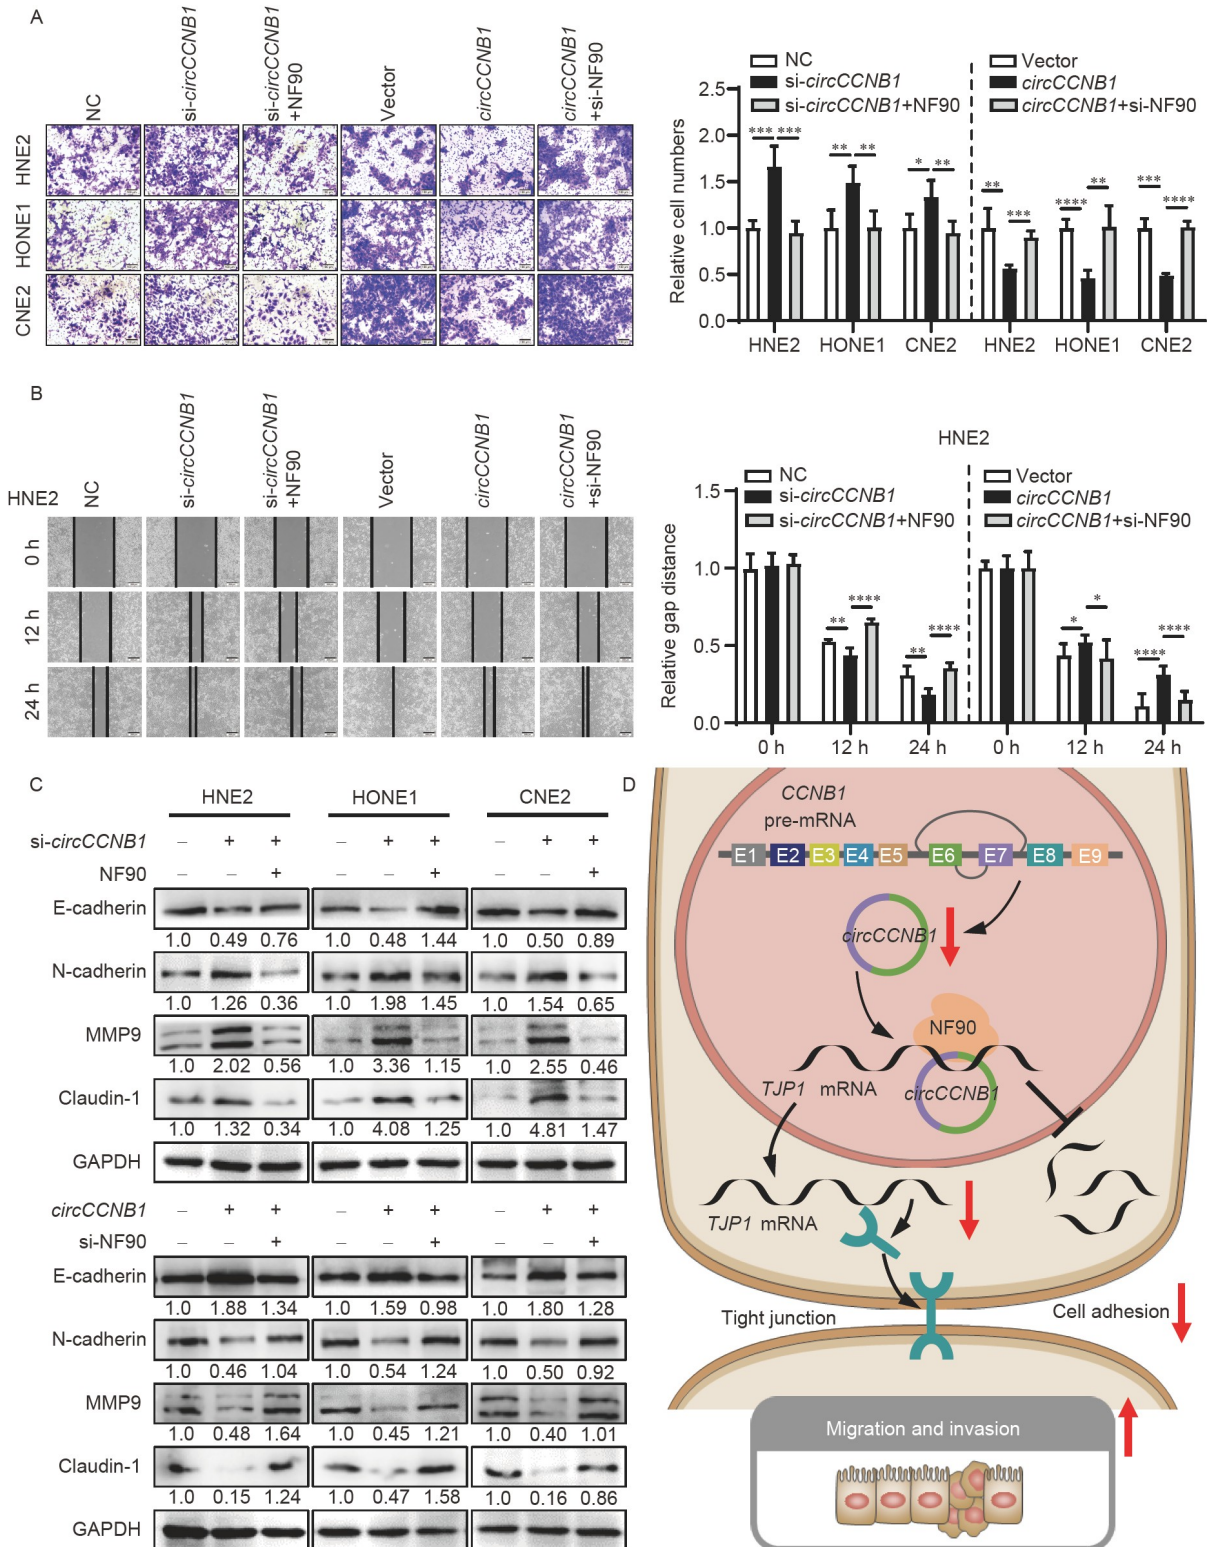 A
NC
si-circCCNB1
si-circCCNB1
+NF90
Vector
circCCNB1
circCCNB1
+si-NF90
HNE2
HONE1
CNE2
NC
si-circCCNB1
si-circCCNB1+NF90
Vector
circCCNB1
circCCNB1+si-NF90
Relative cell numbers
2.5
2.0
1.5
1.0
0.5
0.0
*** *** ** ** * ** ** *** **** ** *** ****
HNE2 HONE1 CNE2 HNE2 HONE1 CNE2
B
HNE2
NC
si-circCCNB1
si-circCCNB1
+NF90
Vector
circCCNB1
circCCNB1
+si-NF90
0 h
12 h
24 h
HNE2
NC
si-circCCNB1
si-circCCNB1+NF90
Vector
circCCNB1
circCCNB1+si-NF90
Relative gap distance
1.5
1.0
0.5
0.0
** **** ** **** * * **** ****
0 h 12 h 24 h 0 h 12 h 24 h
C
HNE2 HONE1 CNE2
si-circCCNB1 – + + – + + – + +
NF90 – – + – – + – – +
E-cadherin
1.0 0.49 0.76 1.0 0.48 1.44 1.0 0.50 0.89
N-cadherin
1.0 1.26 0.36 1.0 1.98 1.45 1.0 1.54 0.65
MMP9
1.0 2.02 0.56 1.0 3.36 1.15 1.0 2.55 0.46
Claudin-1
1.0 1.32 0.34 1.0 4.08 1.25 1.0 4.81 1.47
GAPDH
circCCNB1 – + + – + + – + +
si-NF90 – – + – – + – – +
E-cadherin
1.0 1.88 1.34 1.0 1.59 0.98 1.0 1.80 1.28
N-cadherin
1.0 0.46 1.04 1.0 0.54 1.24 1.0 0.50 0.92
MMP9
1.0 0.48 1.64 1.0 0.45 1.21 1.0 0.40 1.01
Claudin-1
1.0 0.15 1.24 1.0 0.47 1.58 1.0 0.16 0.86
GAPDH
D
CCNB1
pre-mRNA
E1 E2 E3 E4 E5 E6 E7 E8 E9
circCCNB1
NF90
TJP1 mRNA
circCCNB1
TJP1 mRNA
Tight junction
Cell adhesion
Migration and invasion